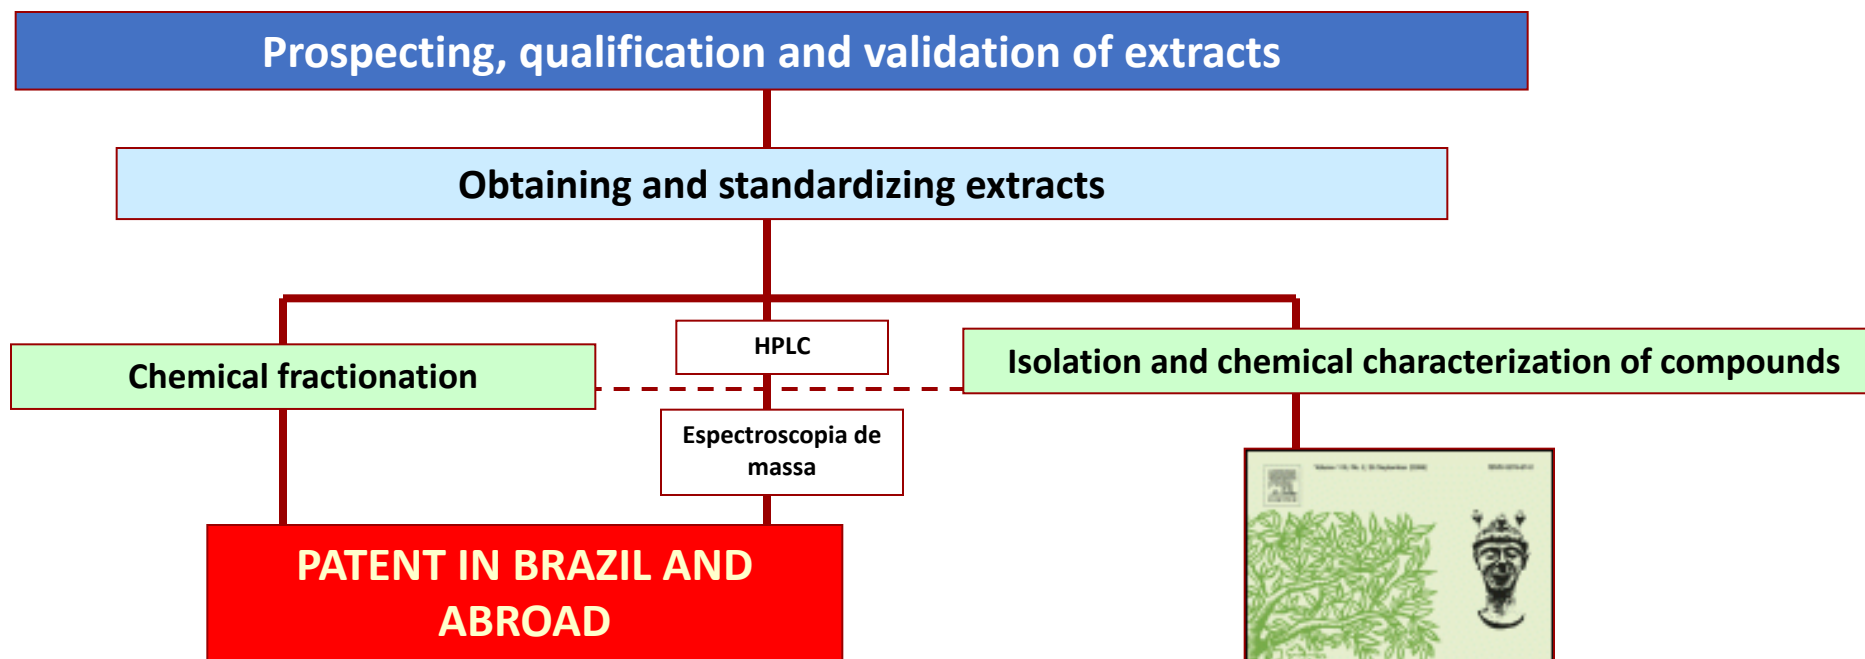 Prospecting, qualification and validation of extracts
Obtaining and standardizing extracts
HPLC
Chemical fractionation
Isolation and chemical characterization of compounds
Espectroscopia de
massa
PATENT IN BRAZIL AND
ABROAD